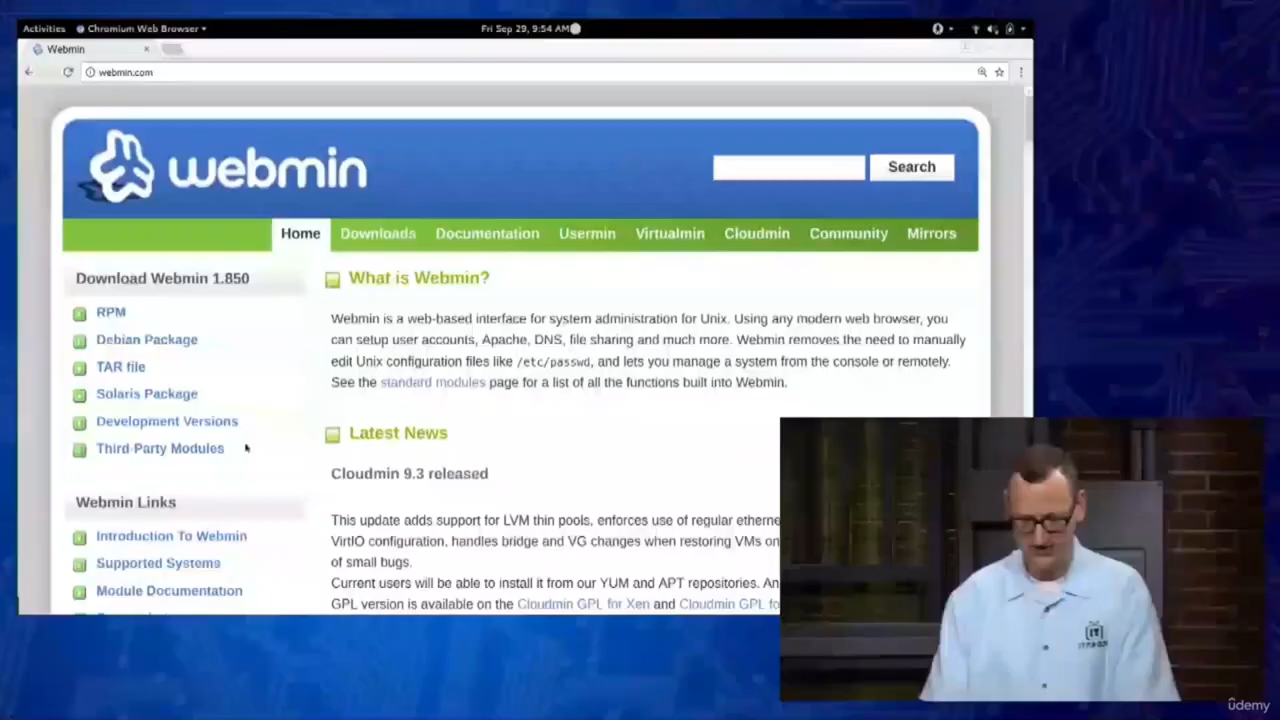 Activities Chromium Web Browser Fri Sep 29, 9:54 AM
Webmin
webmin.com
webmin
Search
Home Downloads Documentation Usermin Virtualmin Cloudmin Community Mirrors
Download Webmin 1.850
RPM
Debian Package
TAR file
Solaris Package
Development Versions
Third-Party Modules
Webmin Links
Introduction To Webmin
Supported Systems
Module Documentation
What is Webmin?
Webmin is a web-based interface for system administration for Unix. Using any modern web browser, you
can setup user accounts, Apache, DNS, file sharing and much more. Webmin removes the need to manually
edit Unix configuration files like /etc/passwd, and lets you manage a system from the console or remotely.
See the standard modules page for a list of all the functions built into Webmin.
Latest News
Cloudmin 9.3 released
This update adds support for LVM thin pools, enforces use of regular etherne
VirtIO configuration, handles bridge and VG changes when restoring VMs on
of small bugs.
Current users will be able to install it from our YUM and APT repositories. An
GPL version is available on the Cloudmin GPL for Xen and Cloudmin GPL fo
IT
udemy